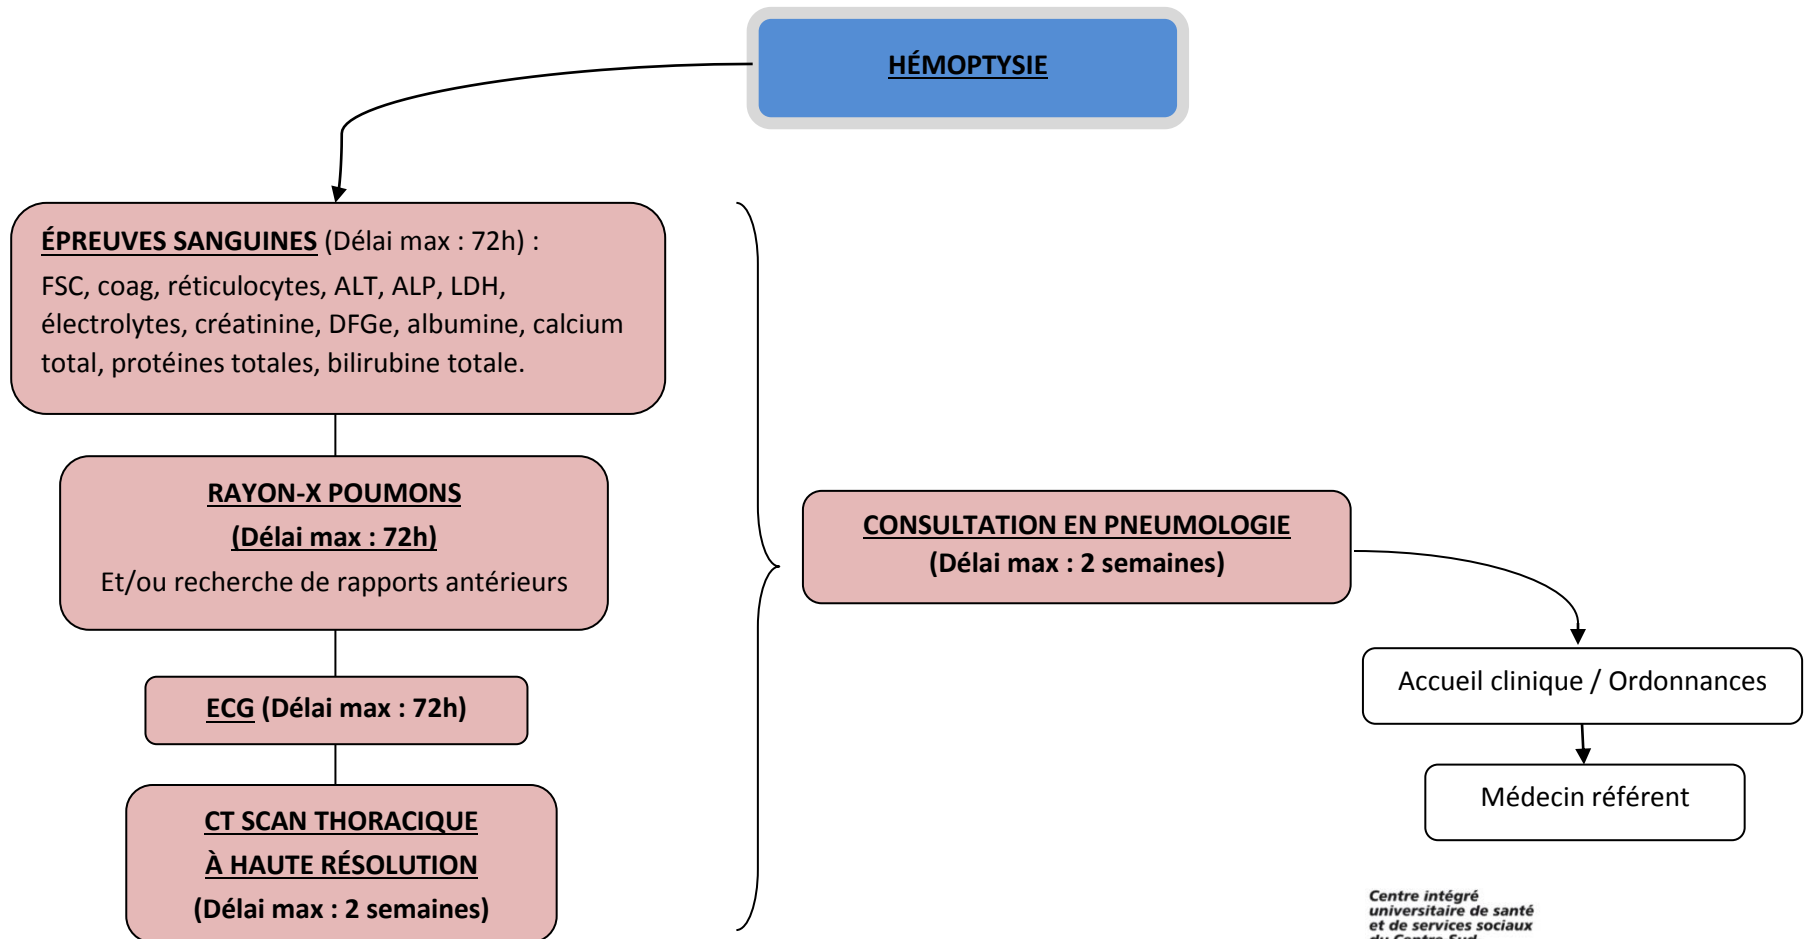 HÉMOPTYSIE
ÉPREUVES SANGUINES (Délai max : 72h) :
FSC, coag, réticulocytes, ALT, ALP, LDH,
électrolytes, créatinine, DFGe, albumine, calcium
total, protéines totales, bilirubine totale.
RAYON-X POUMONS
(Délai max : 72h)
Et/ou recherche de rapports antérieurs
ECG (Délai max : 72h)
CT SCAN THORACIQUE
À HAUTE RÉSOLUTION
(Délai max : 2 semaines)
CONSULTATION EN PNEUMOLOGIE
(Délai max : 2 semaines)
Accueil clinique / Ordonnances
Médecin référent
Centre intégré
universitaire de santé
et de services sociaux
du Centre-Sud